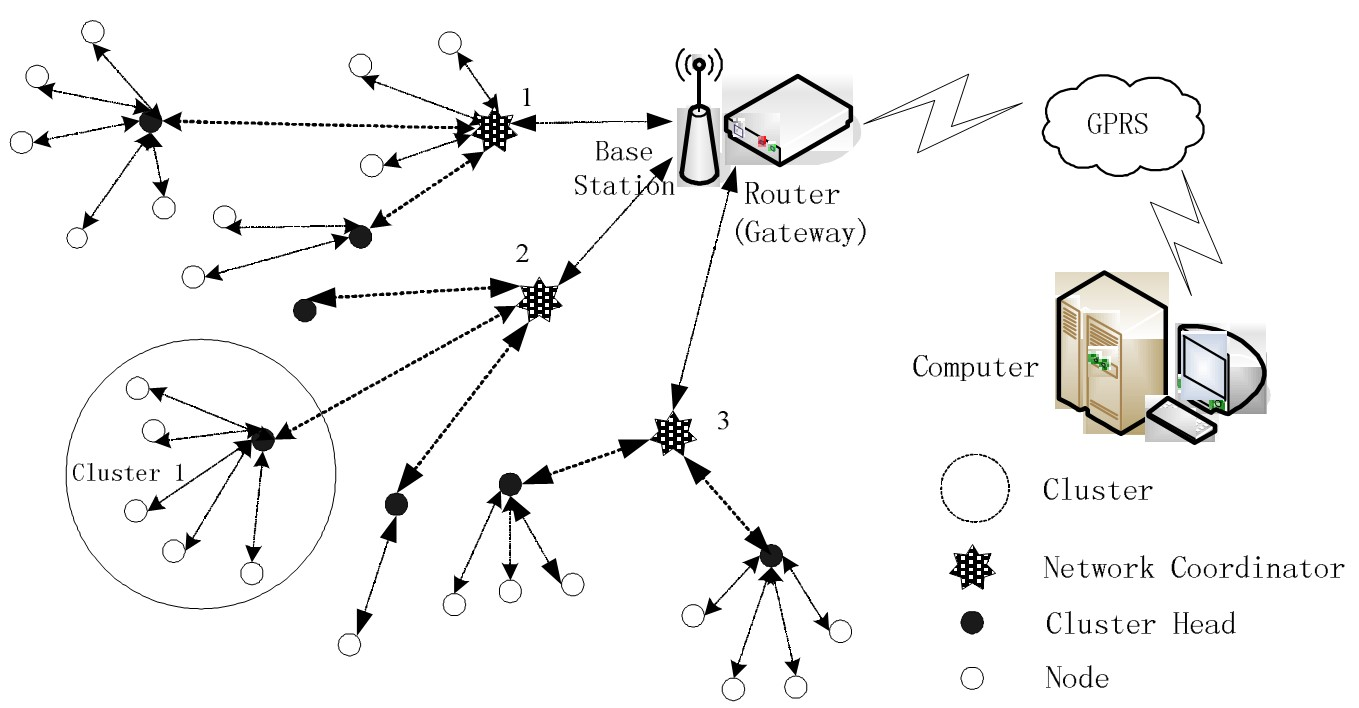 1
Base
Station
Router
(Gateway)
GPRS
2
Computer
3
Cluster 1
Cluster
Network Coordinator
Cluster Head
Node